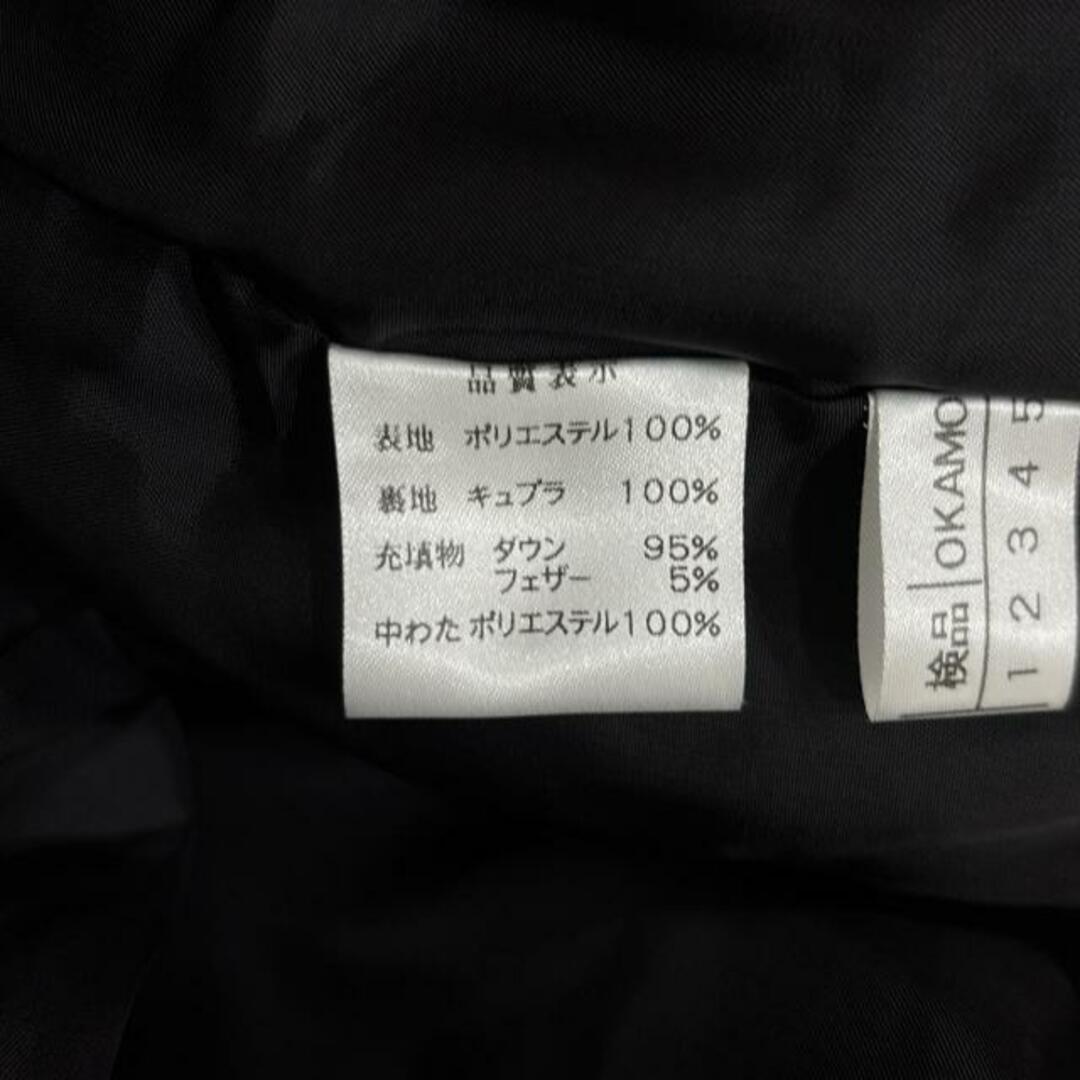 品質表示
表地 ポリエステル100%
裏地 キュプラ 100%
充填物 ダウン 95%
フェザー 5%
中わた ポリエステル100%
検品 OKAMO
1 2 3 4 5